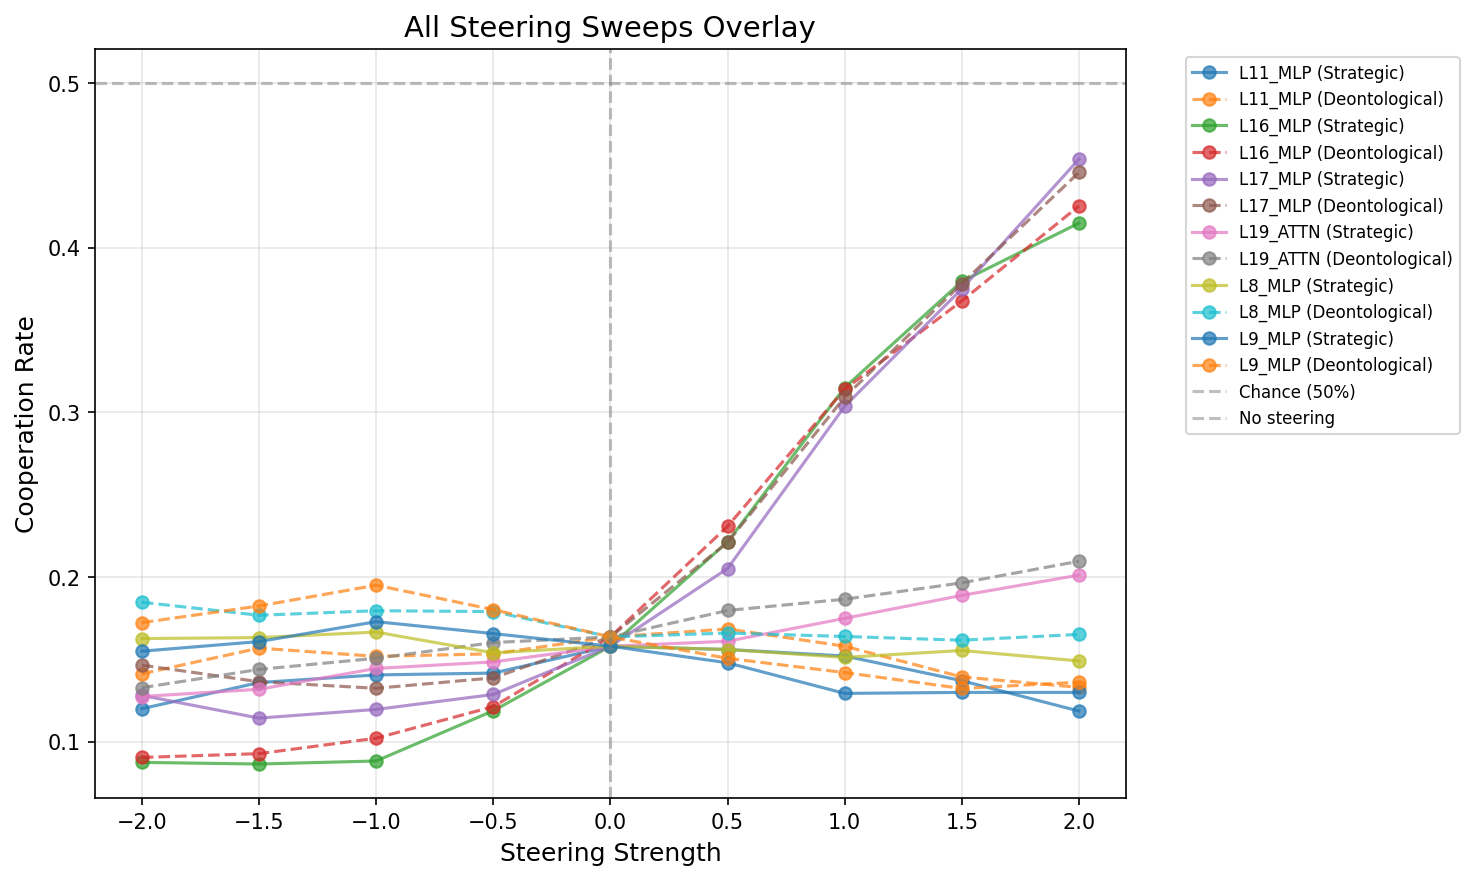 All Steering Sweeps Overlay
Cooperation Rate
0.5
0.4
0.3
0.2
0.1
−2.0 −1.5 −1.0 −0.5 0.0 0.5 1.0 1.5 2.0
Steering Strength
L11_MLP (Strategic)
L11_MLP (Deontological)
L16_MLP (Strategic)
L16_MLP (Deontological)
L17_MLP (Strategic)
L17_MLP (Deontological)
L19_ATTN (Strategic)
L19_ATTN (Deontological)
L8_MLP (Strategic)
L8_MLP (Deontological)
L9_MLP (Strategic)
L9_MLP (Deontological)
Chance (50%)
No steering